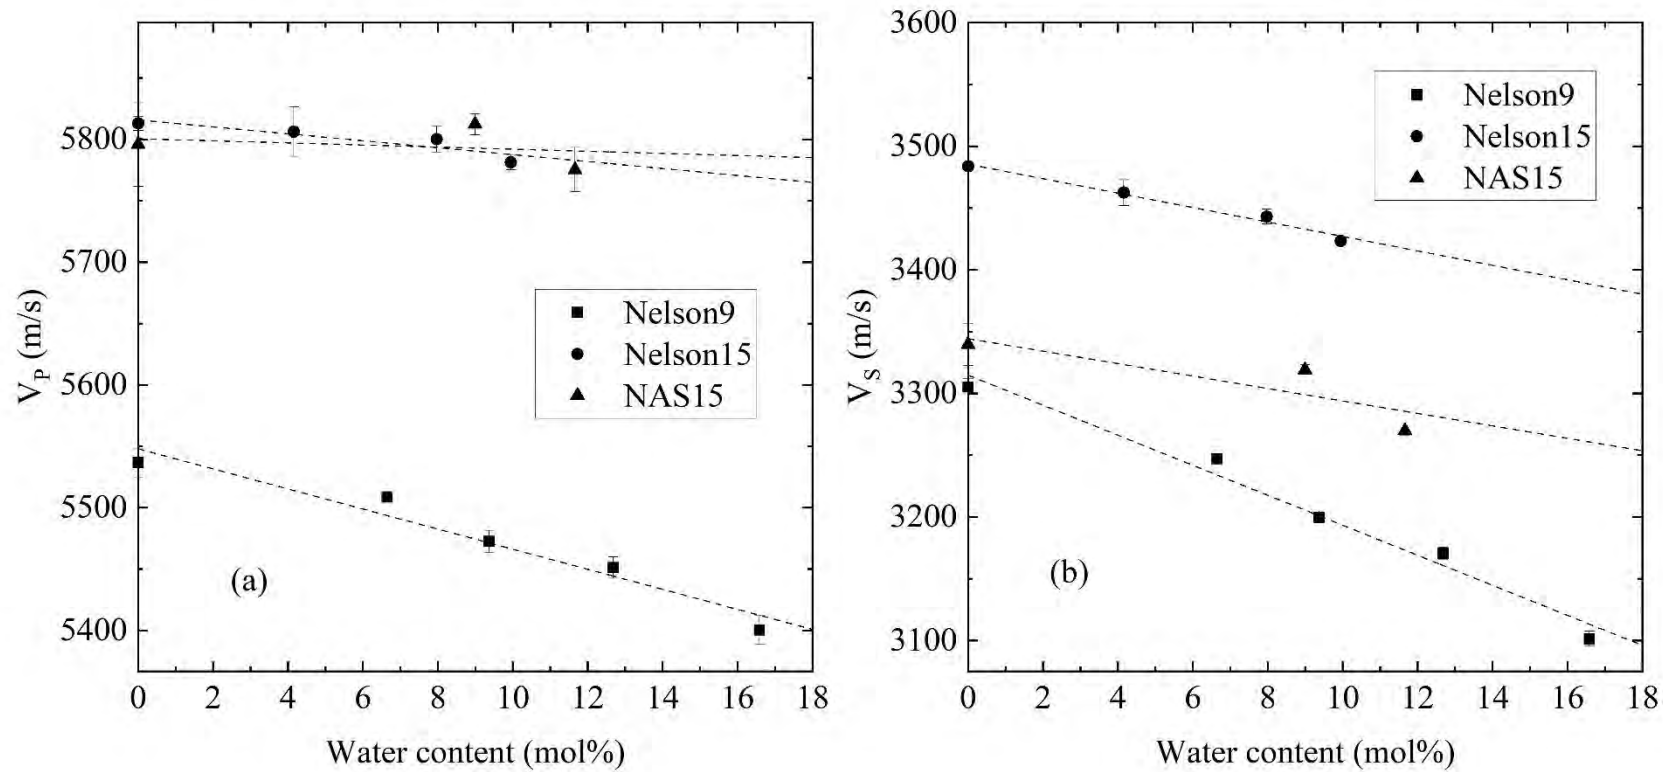 5800
5700
5600
5500
5400
V_P (m/s)
Nelson9
Nelson15
NAS15
(a)
0 2 4 6 8 10 12 14 16 18
Water content (mol%)
3600
3500
3400
3300
3200
3100
V_S (m/s)
Nelson9
Nelson15
NAS15
(b)
0 2 4 6 8 10 12 14 16 18
Water content (mol%)